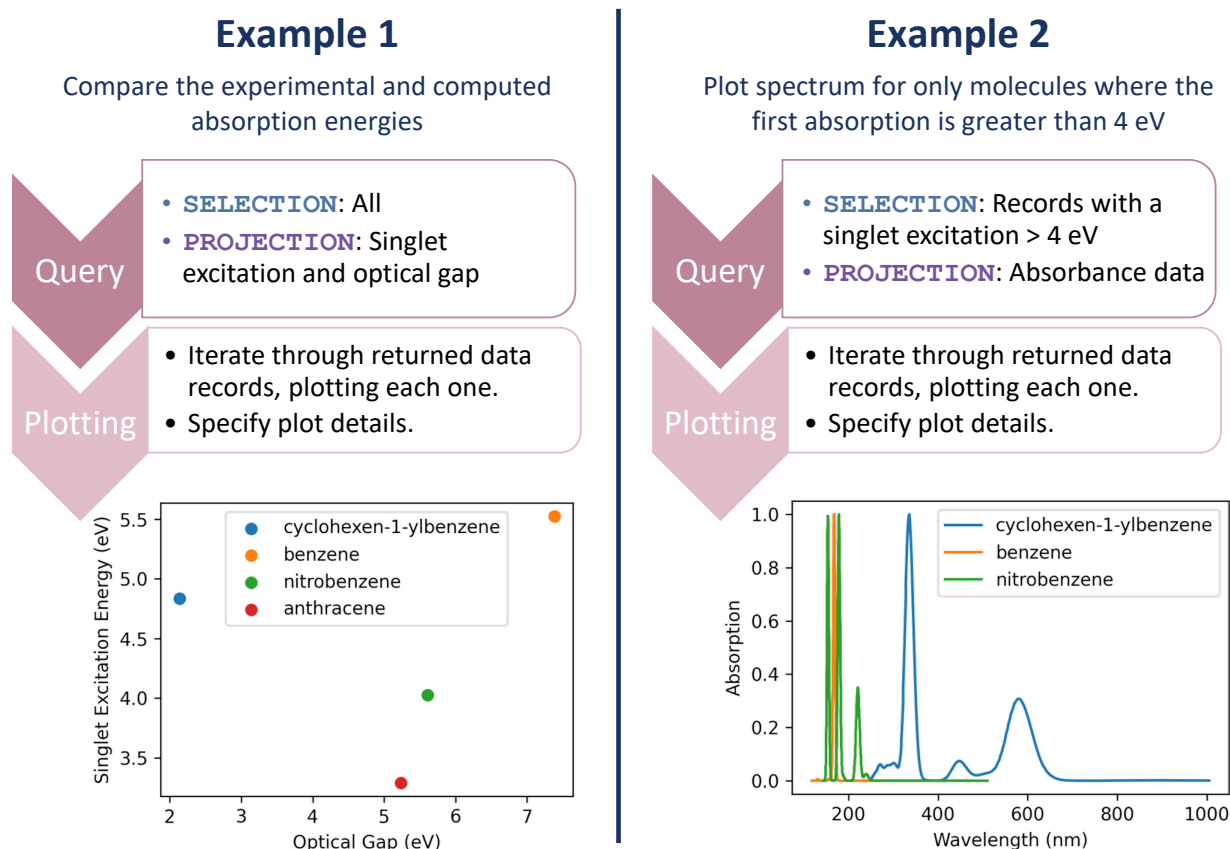 Example 1
Compare the experimental and computed
absorption energies
Query
• SELECTION: All
• PROJECTION: Singlet
excitation and optical gap
Plotting
• Iterate through returned data
records, plotting each one.
• Specify plot details.
Singlet Excitation Energy (eV)
5.5
5.0
4.5
4.0
3.5
cyclohexen-1-ylbenzene
benzene
nitrobenzene
anthracene
2 3 4 5 6 7
Optical Gap (eV)
Example 2
Plot spectrum for only molecules where the
first absorption is greater than 4 eV
Query
• SELECTION: Records with a
singlet excitation > 4 eV
• PROJECTION: Absorbance data
Plotting
• Iterate through returned data
records, plotting each one.
• Specify plot details.
Absorption
1.0
0.8
0.6
0.4
0.2
0.0
cyclohexen-1-ylbenzene
benzene
nitrobenzene
200 400 600 800 1000
Wavelength (nm)